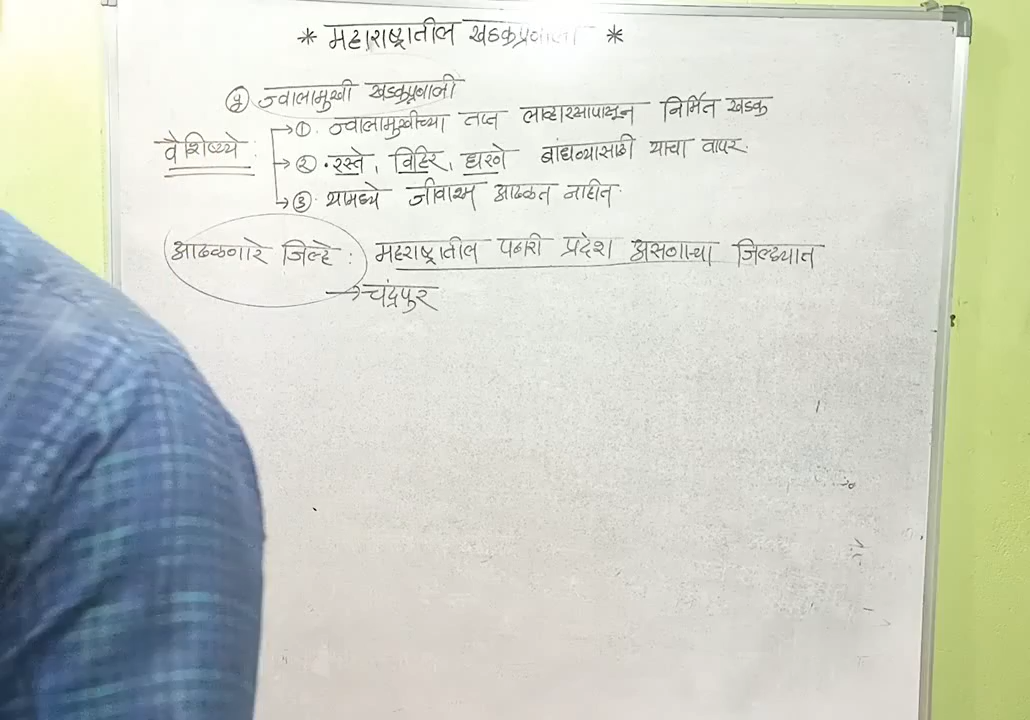 * महाराष्ट्रातील खडकप्रणाली *
② ज्वालामुखी खडकप्रणाली
वैशिष्ट्ये :
→ ①. ज्वालामुखीच्या तप्त लाव्हारसापासून निर्मित खडक
→ ②. रस्ते, विहिर, धरणे बांधण्यासाठी याचा वापर.
→ ③. यामध्ये जीवाश्म आढळत नाहीत.
आढळणारे जिल्हे : महाराष्ट्रातील पठारी प्रदेश असणाऱ्या जिल्ह्यात
→ चंद्रपुर